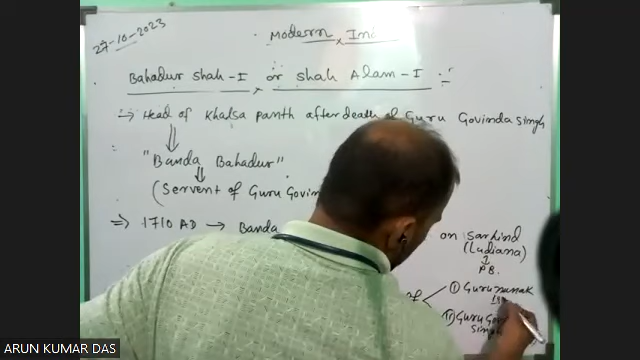 27-10-2023
Modern Ind
Bahadur Shah-I or Shah Alam-I :-
→ Head of Khalsa Panth after death of Guru Govinda Singh
"Banda Bahadur"
(Servent of Guru Govin
⇒ 1710 AD → Banda on Sarhind
(Ludiana)
↓
P.B.
of ① Guru nanak
② Guru Gov
Singh
ARUN KUMAR DAS